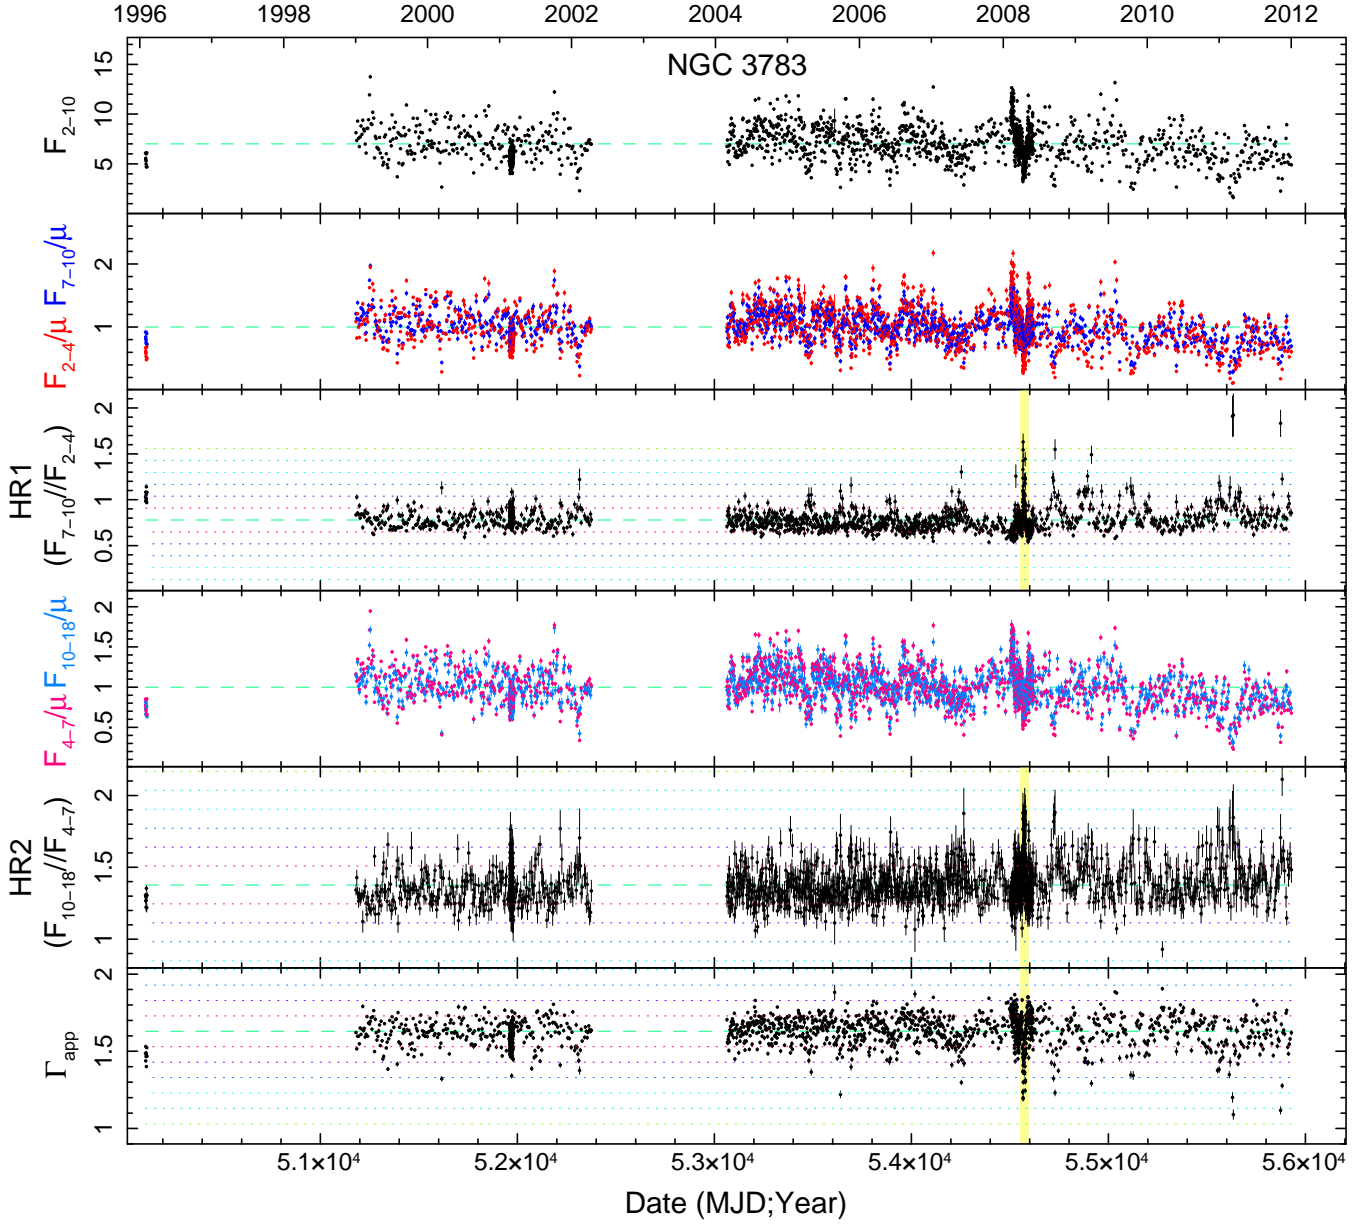 1996 1998 2000 2002 2004 2006 2008 2010 2012
NGC 3783
F2−10
15
10
5
F2−4/μ F7−10/μ
2
1
HR1
(F7−10//F2−4)
2
1.5
1
0.5
F4−7/μ F10−18/μ
2
1.5
1
0.5
HR2
(F10−18//F4−7)
2
1.5
1
Γapp
2
1.5
1
5.1×10⁴ 5.2×10⁴ 5.3×10⁴ 5.4×10⁴ 5.5×10⁴ 5.6×10⁴
Date (MJD;Year)